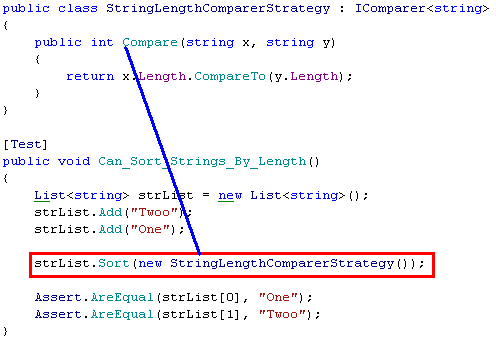 public class StringLengthComparerStrategy : IComparer<string>
{
    public int Compare(string x, string y)
    {
        return x.Length.CompareTo(y.Length);
    }
}
[Test]
public void Can_Sort_Strings_By_Length()
{
    List<string> strList = new List<string>();
    strList.Add("Twoo");
    strList.Add("One");
    strList.Sort(new StringLengthComparerStrategy());
    Assert.AreEqual(strList[0], "One");
    Assert.AreEqual(strList[1], "Twoo");
}